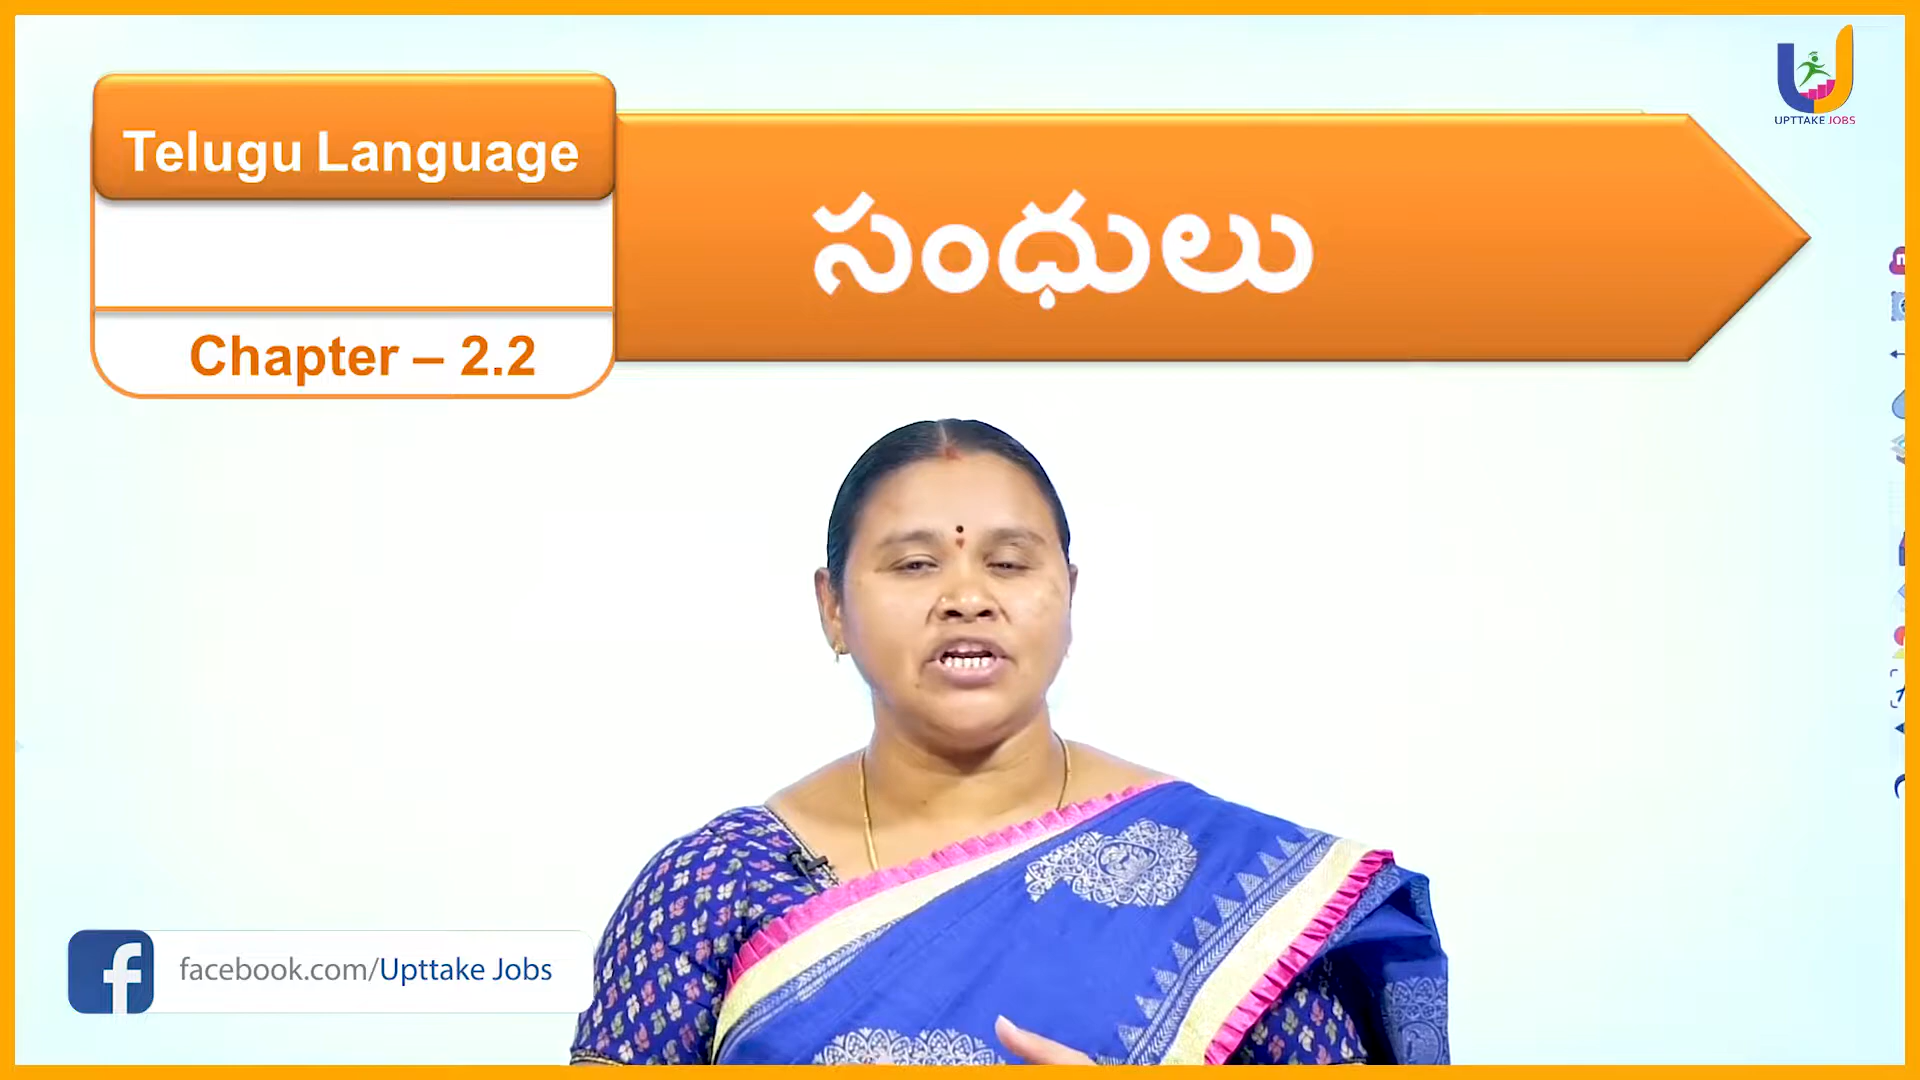 Telugu Language
సంధులు
Chapter – 2.2
UPTTAKE JOBS
facebook.com/Upttake Jobs